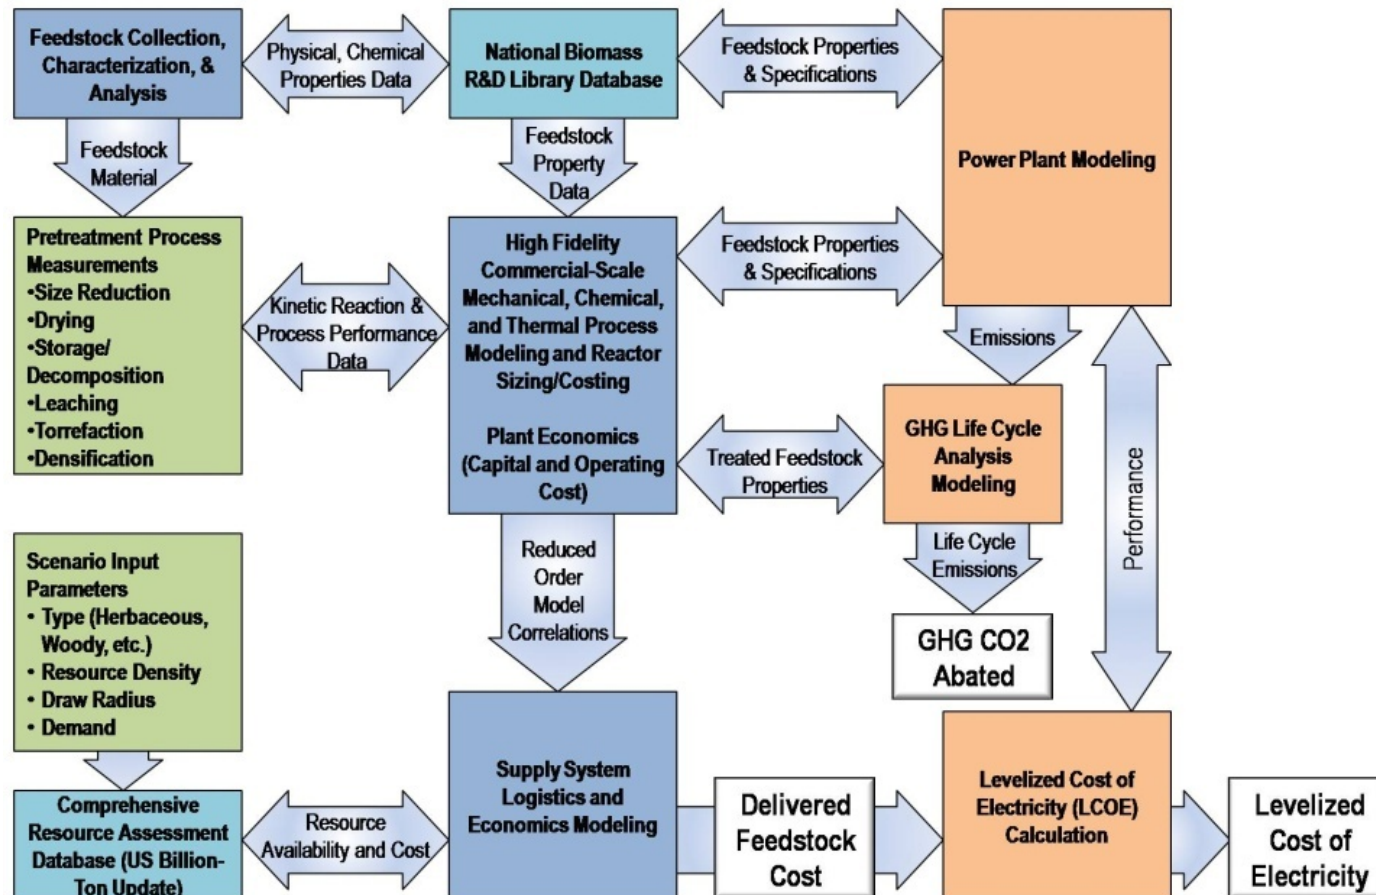 Feedstock Collection,
Characterization, &
Analysis
Physical, Chemical
Properties Data
National Biomass
R&D Library Database
Feedstock Properties
& Specifications
Power Plant Modeling
Feedstock
Material
Feedstock
Property
Data
Pretreatment Process
Measurements
•Size Reduction
•Drying
•Storage/
Decomposition
•Leaching
•Torrefaction
•Densification
Kinetic Reaction &
Process Performance
Data
High Fidelity
Commercial-Scale
Mechanical, Chemical,
and Thermal Process
Modeling and Reactor
Sizing/Costing
Plant Economics
(Capital and Operating
Cost)
Feedstock Properties
& Specifications
Emissions
GHG Life Cycle
Analysis
Modeling
Treated Feedstock
Properties
Performance
Life Cycle
Emissions
GHG CO2
Abated
Reduced
Order
Model
Correlations
Scenario Input
Parameters
• Type (Herbaceous,
Woody, etc.)
• Resource Density
• Draw Radius
• Demand
Comprehensive
Resource Assessment
Database (US Billion-
Ton Update)
Resource
Availability and Cost
Supply System
Logistics and
Economics Modeling
Delivered
Feedstock
Cost
Levelized Cost of
Electricity (LCOE)
Calculation
Levelized
Cost of
Electricity